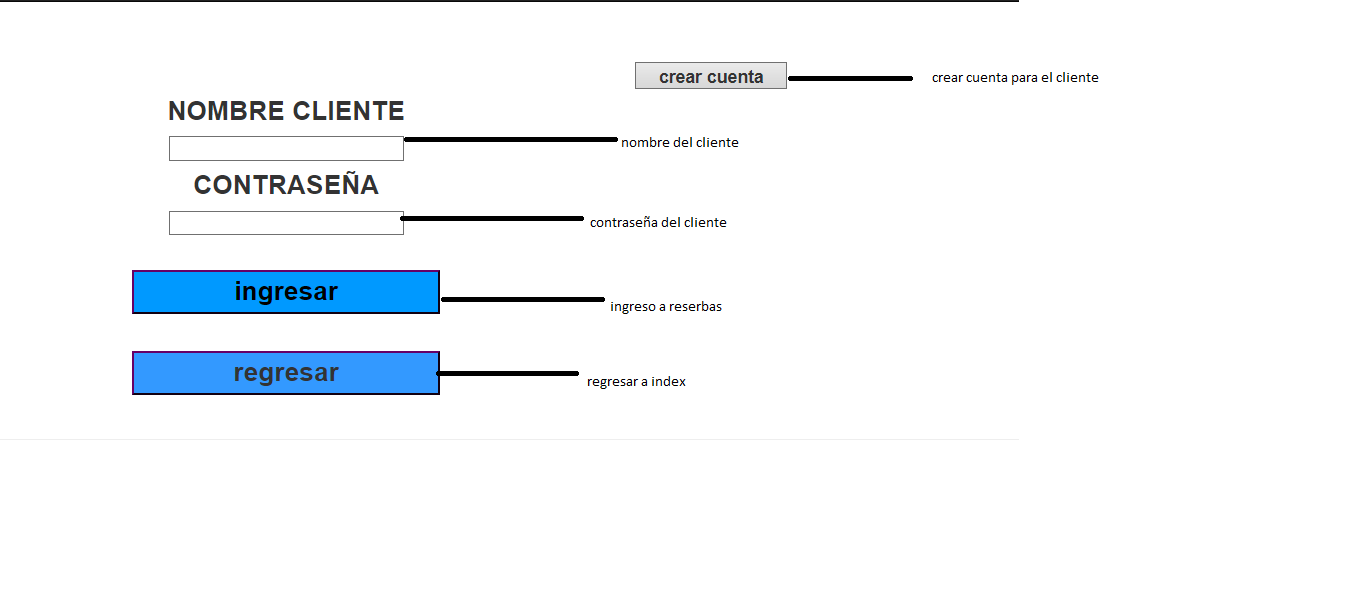 crear cuenta
crear cuenta para el cliente
NOMBRE CLIENTE
nombre del cliente
CONTRASEÑA
contraseña del cliente
ingresar
ingreso a reserbas
regresar
regresar a index